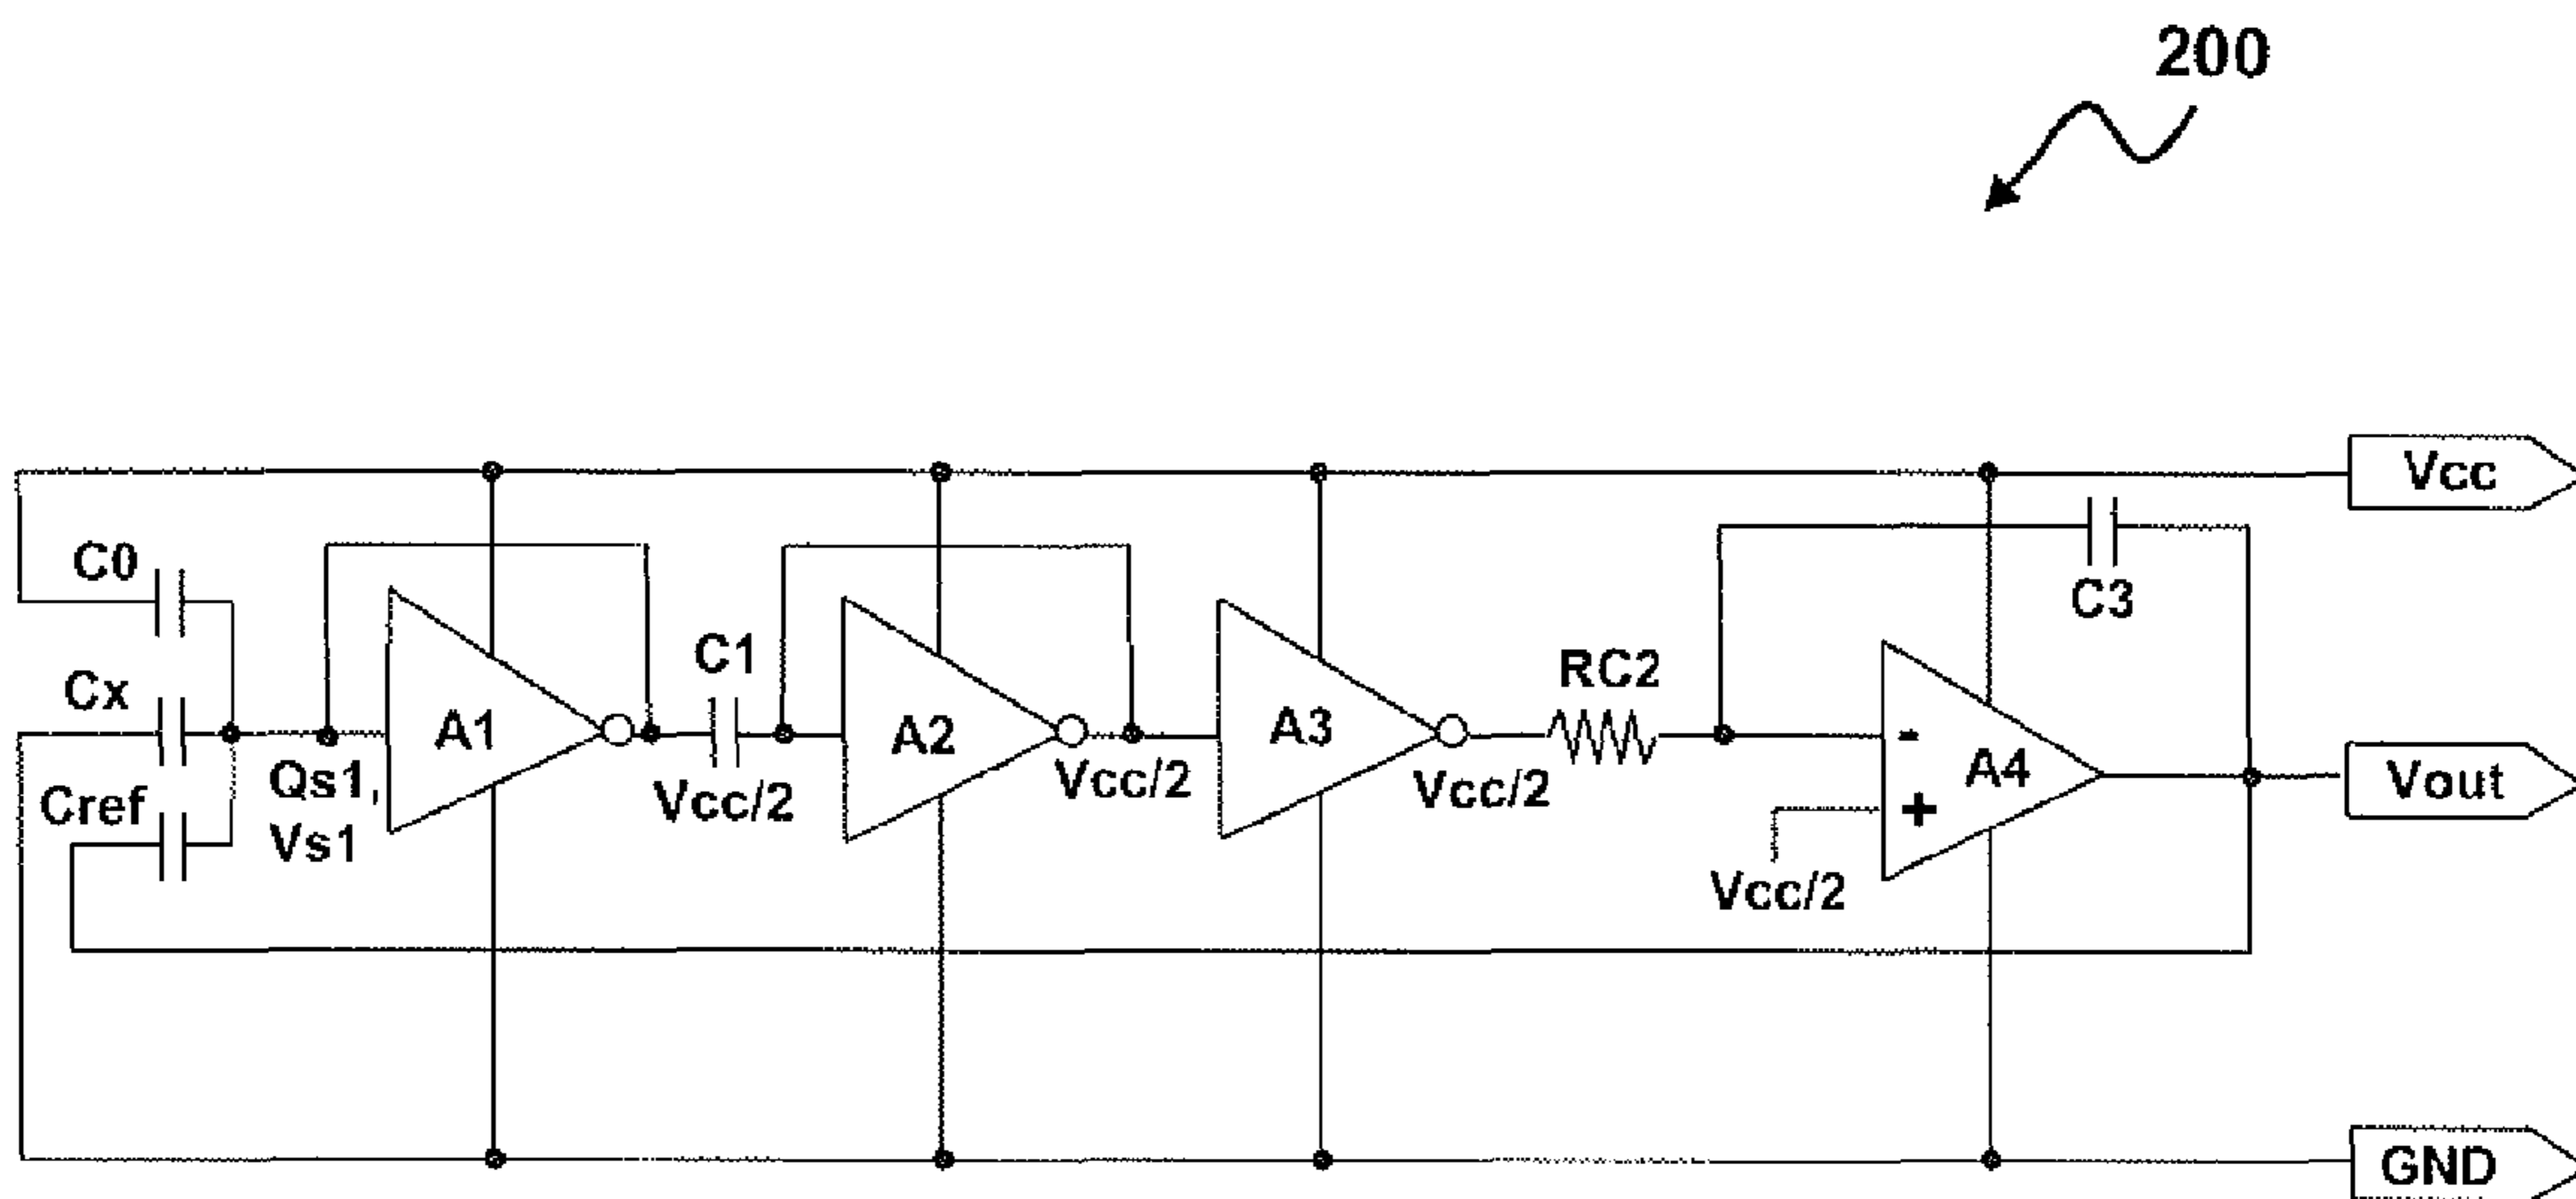 200
Vcc
C0
C3
C1
RC2
Cx
A1
A2
A3
A4
Cref
Qs1,
Vs1
Vcc/2
Vcc/2
Vcc/2
-
+
Vcc/2
Vout
GND